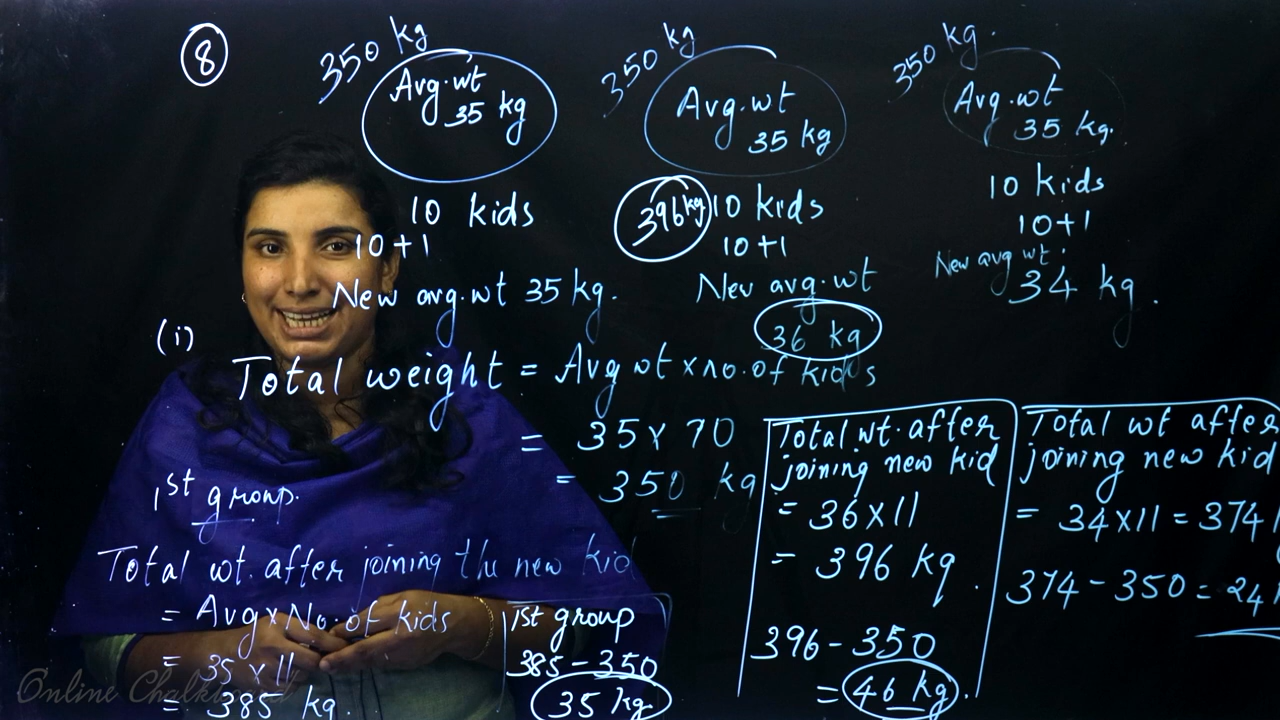 8
350 kg
Avg.wt
35 kg
10 kids
10+1
New avg.wt 35 kg.
350 kg
Avg.wt
35 kg
396 kg
10 kids
10+1
New avg.wt
36 kg
350 kg.
Avg.wt
35 kg.
10 kids
10+1
New avg wt.
34 kg.
(i)
Total weight = Avg wt x no.of kids
= 35 x 70
= 350 kg
1st group.
Total wt. after joining the new kid
= Avg x No.of kids
= 35 x 11
= 385 kg.
1st group
385 - 350
35 kg.
Total wt. after
joining new kid
= 36 x 11
= 396 kg.
396 - 350
= 46 kg.
Total wt after
joining new kid
= 34 x 11 = 374
374 - 350 = 24
Online Chalkboard